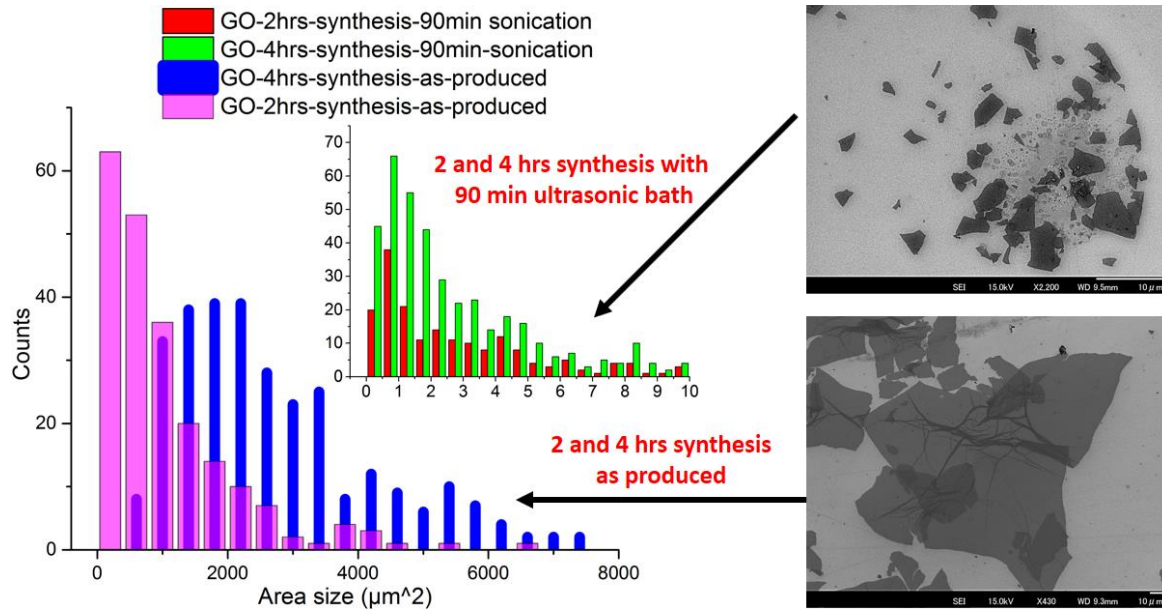 GO-2hrs-synthesis-90min sonication
GO-4hrs-synthesis-90min-sonication
GO-4hrs-synthesis-as-produced
GO-2hrs-synthesis-as-produced
60
40
20
0
Counts
0 2000 4000 6000 8000
Area size (µm^2)
70
60
50
40
30
20
10
0
0 1 2 3 4 5 6 7 8 9 10
2 and 4 hrs synthesis with
90 min ultrasonic bath
2 and 4 hrs synthesis
as produced
SEI 15.0kV X2,200 WD 9.5mm 10µm
SEI 15.0kV X430 WD 9.3mm 10µ